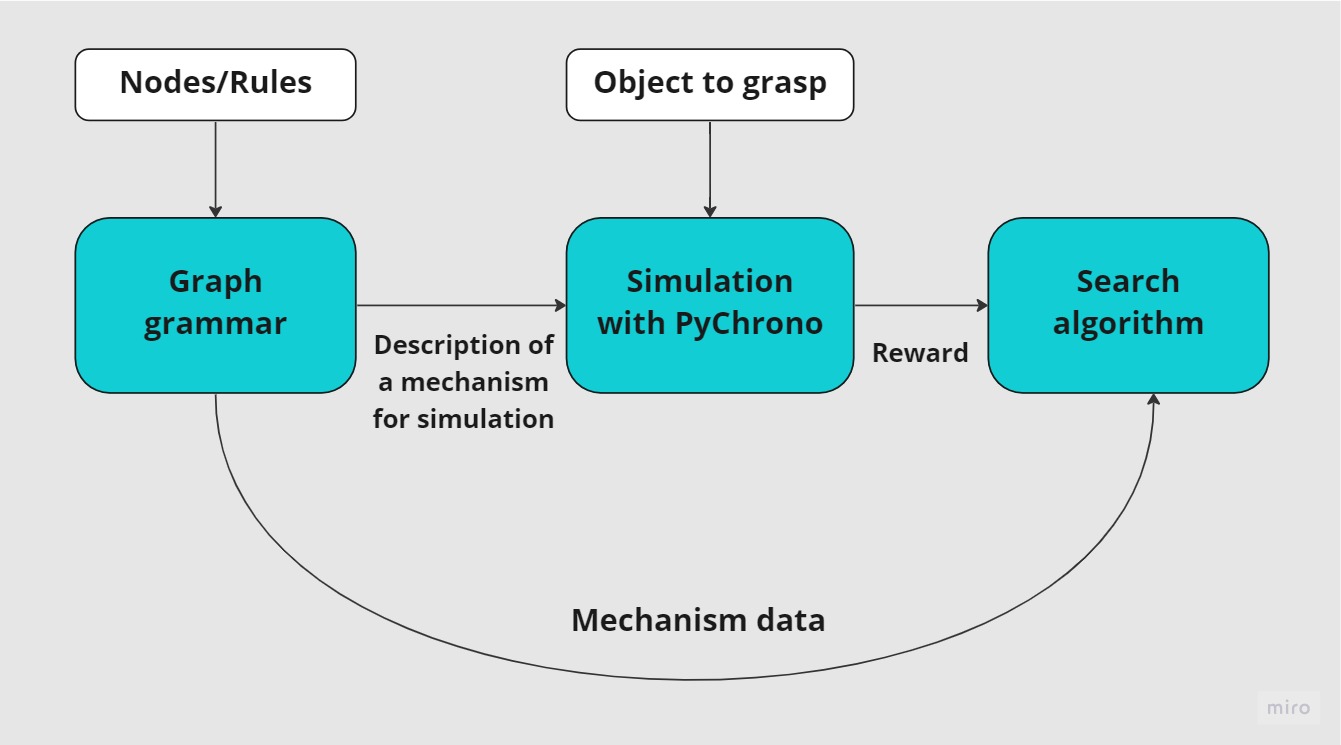 Nodes/Rules
Object to grasp
Graph
grammar
Simulation
with PyChrono
Search
algorithm
Description of
a mechanism
for simulation
Reward
Mechanism data
miro